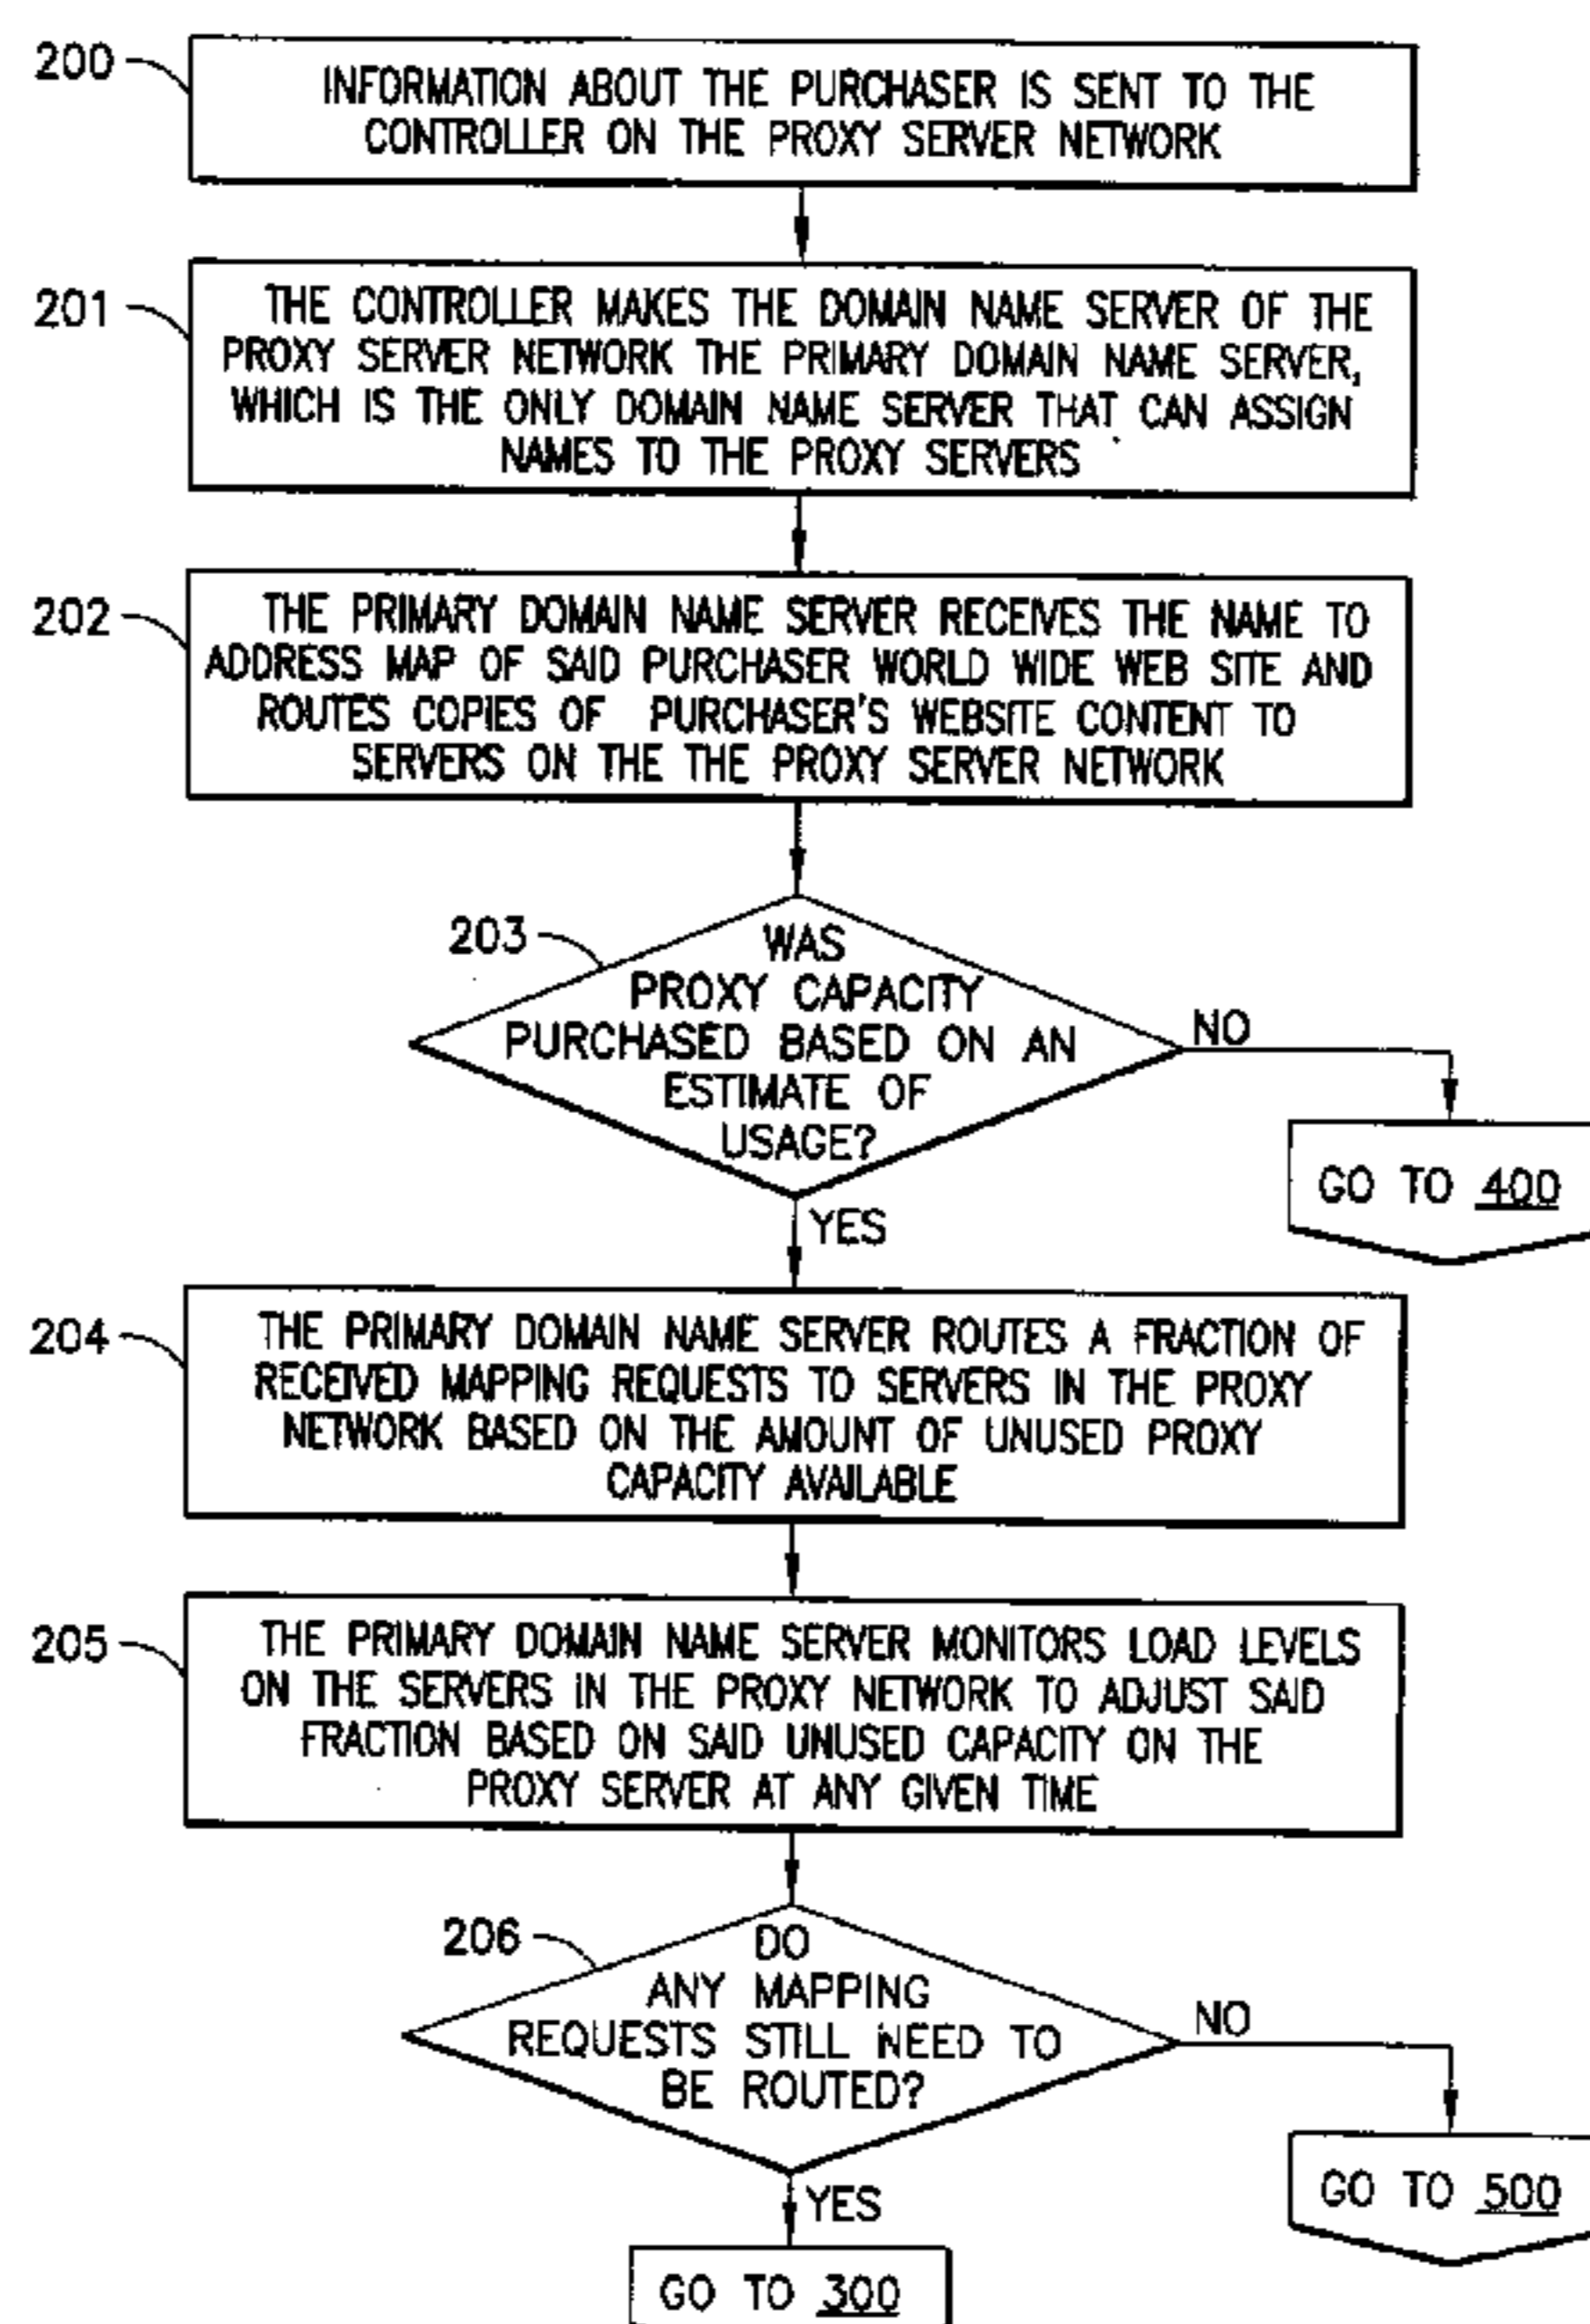 200
INFORMATION ABOUT THE PURCHASER IS SENT TO THE
CONTROLLER ON THE PROXY SERVER NETWORK
201
THE CONTROLLER MAKES THE DOMAIN NAME SERVER OF THE
PROXY SERVER NETWORK THE PRIMARY DOMAIN NAME SERVER,
WHICH IS THE ONLY DOMAIN NAME SERVER THAT CAN ASSIGN
NAMES TO THE PROXY SERVERS
202
THE PRIMARY DOMAIN NAME SERVER RECEIVES THE NAME TO
ADDRESS MAP OF SAID PURCHASER WORLD WIDE WEB SITE AND
ROUTES COPIES OF PURCHASER'S WEBSITE CONTENT TO
SERVERS ON THE THE PROXY SERVER NETWORK
203
WAS
PROXY CAPACITY
PURCHASED BASED ON AN
ESTIMATE OF
USAGE?
NO
GO TO 400
YES
204
THE PRIMARY DOMAIN NAME SERVER ROUTES A FRACTION OF
RECEIVED MAPPING REQUESTS TO SERVERS IN THE PROXY
NETWORK BASED ON THE AMOUNT OF UNUSED PROXY
CAPACITY AVAILABLE
205
THE PRIMARY DOMAIN NAME SERVER MONITORS LOAD LEVELS
ON THE SERVERS IN THE PROXY NETWORK TO ADJUST SAID
FRACTION BASED ON SAID UNUSED CAPACITY ON THE
PROXY SERVER AT ANY GIVEN TIME
206
DO
ANY MAPPING
REQUESTS STILL NEED TO
BE ROUTED?
NO
GO TO 500
YES
GO TO 300